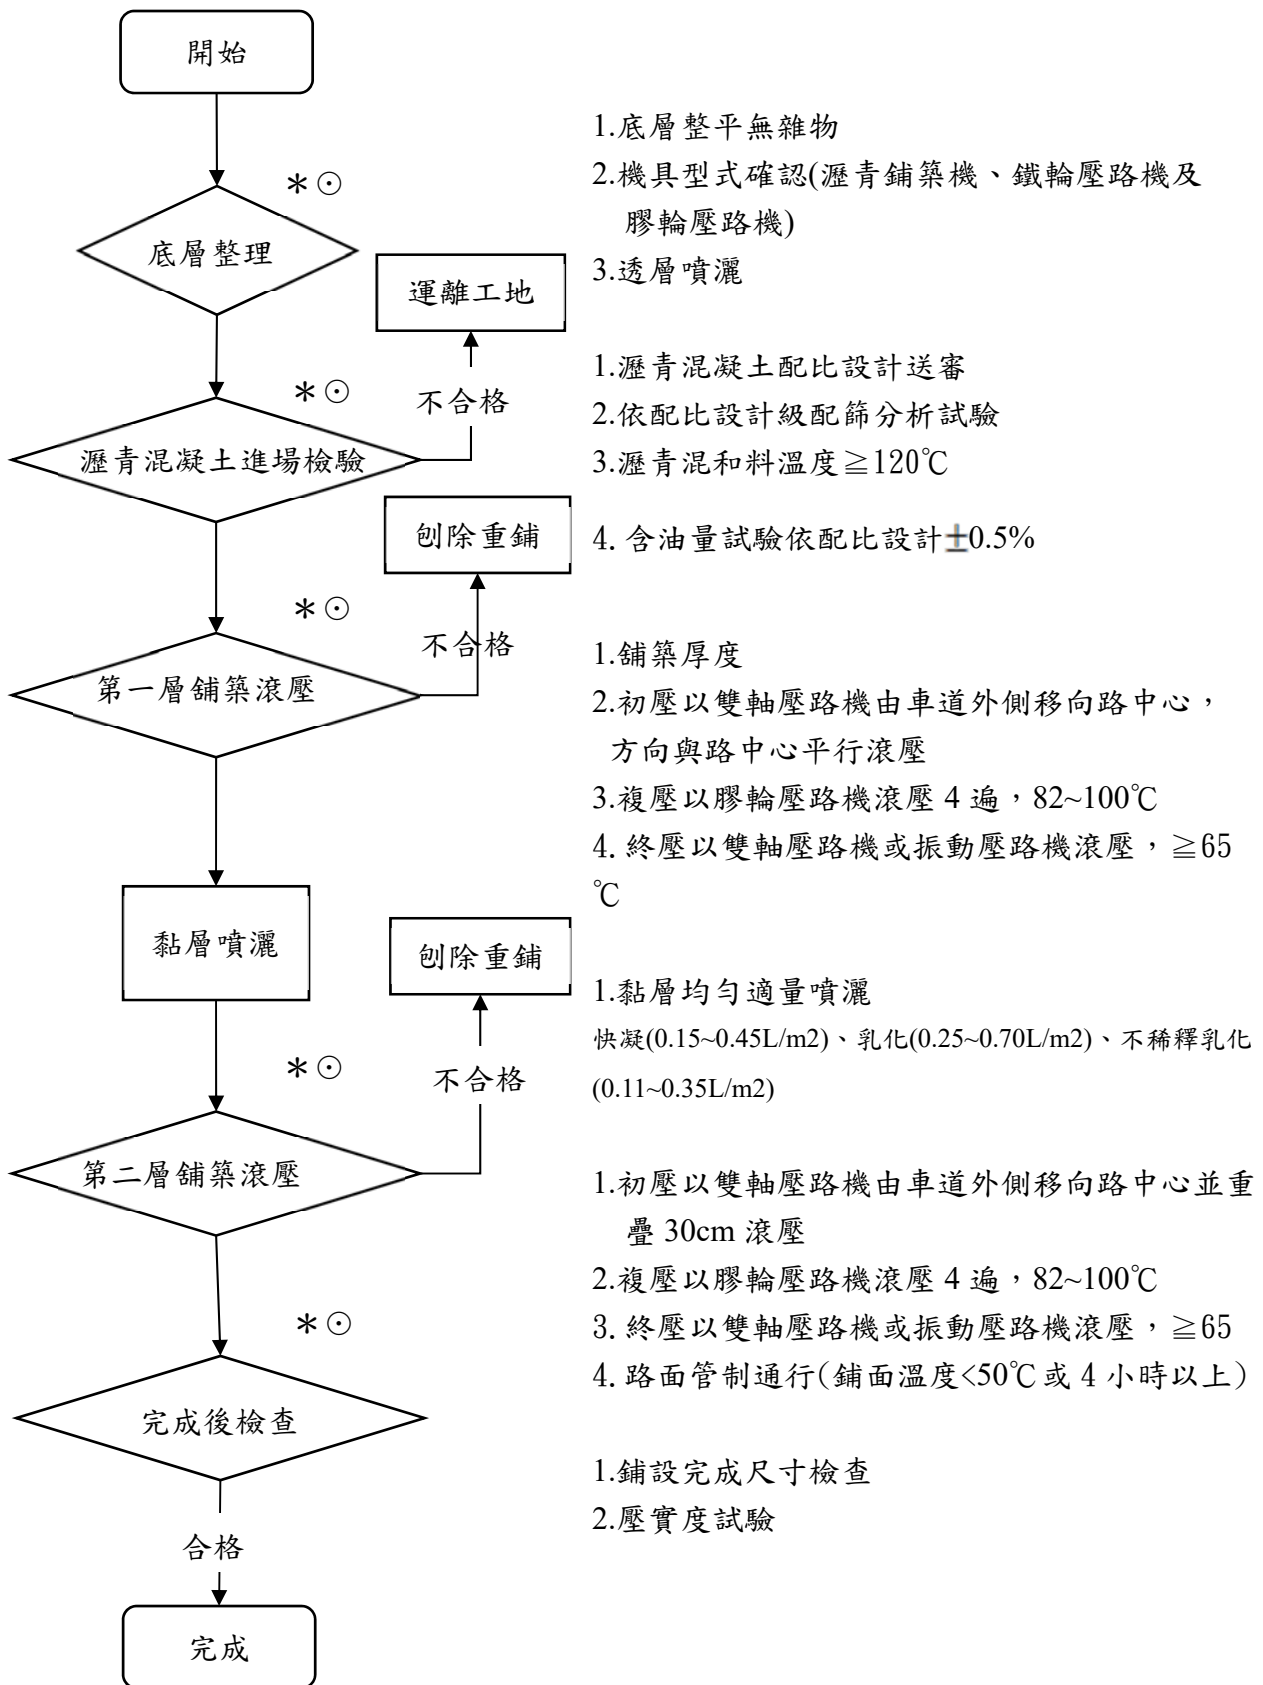 開始
1.底層整平無雜物
＊⊙
2.機具型式確認(瀝青鋪築機、鐵輪壓路機及
膠輪壓路機)
底層整理
3.透層噴灑
運離工地
1.瀝青混凝土配比設計送審
＊⊙
不合格
2.依配比設計級配篩分析試驗
瀝青混凝土進場檢驗
3.瀝青混和料溫度≧120℃
刨除重鋪
4.含油量試驗依配比設計±0.5%
＊⊙
不合格
1.舖築厚度
第一層舖築滾壓
2.初壓以雙軸壓路機由車道外側移向路中心，
方向與路中心平行滾壓
3.複壓以膠輪壓路機滾壓 4 遍，82~100℃
4.終壓以雙軸壓路機或振動壓路機滾壓，≧65
℃
黏層噴灑
刨除重鋪
1.黏層均勻適量噴灑
快凝(0.15~0.45L/m2)、乳化(0.25~0.70L/m2)、不稀釋乳化
(0.11~0.35L/m2)
＊⊙
不合格
第二層舖築滾壓
1.初壓以雙軸壓路機由車道外側移向路中心並重
疊 30cm 滾壓
2.複壓以膠輪壓路機滾壓 4 遍，82~100℃
＊⊙
3.終壓以雙軸壓路機或振動壓路機滾壓，≧65
4.路面管制通行(鋪面溫度<50℃或 4 小時以上)
完成後檢查
1.鋪設完成尺寸檢查
2.壓實度試驗
合格
完成